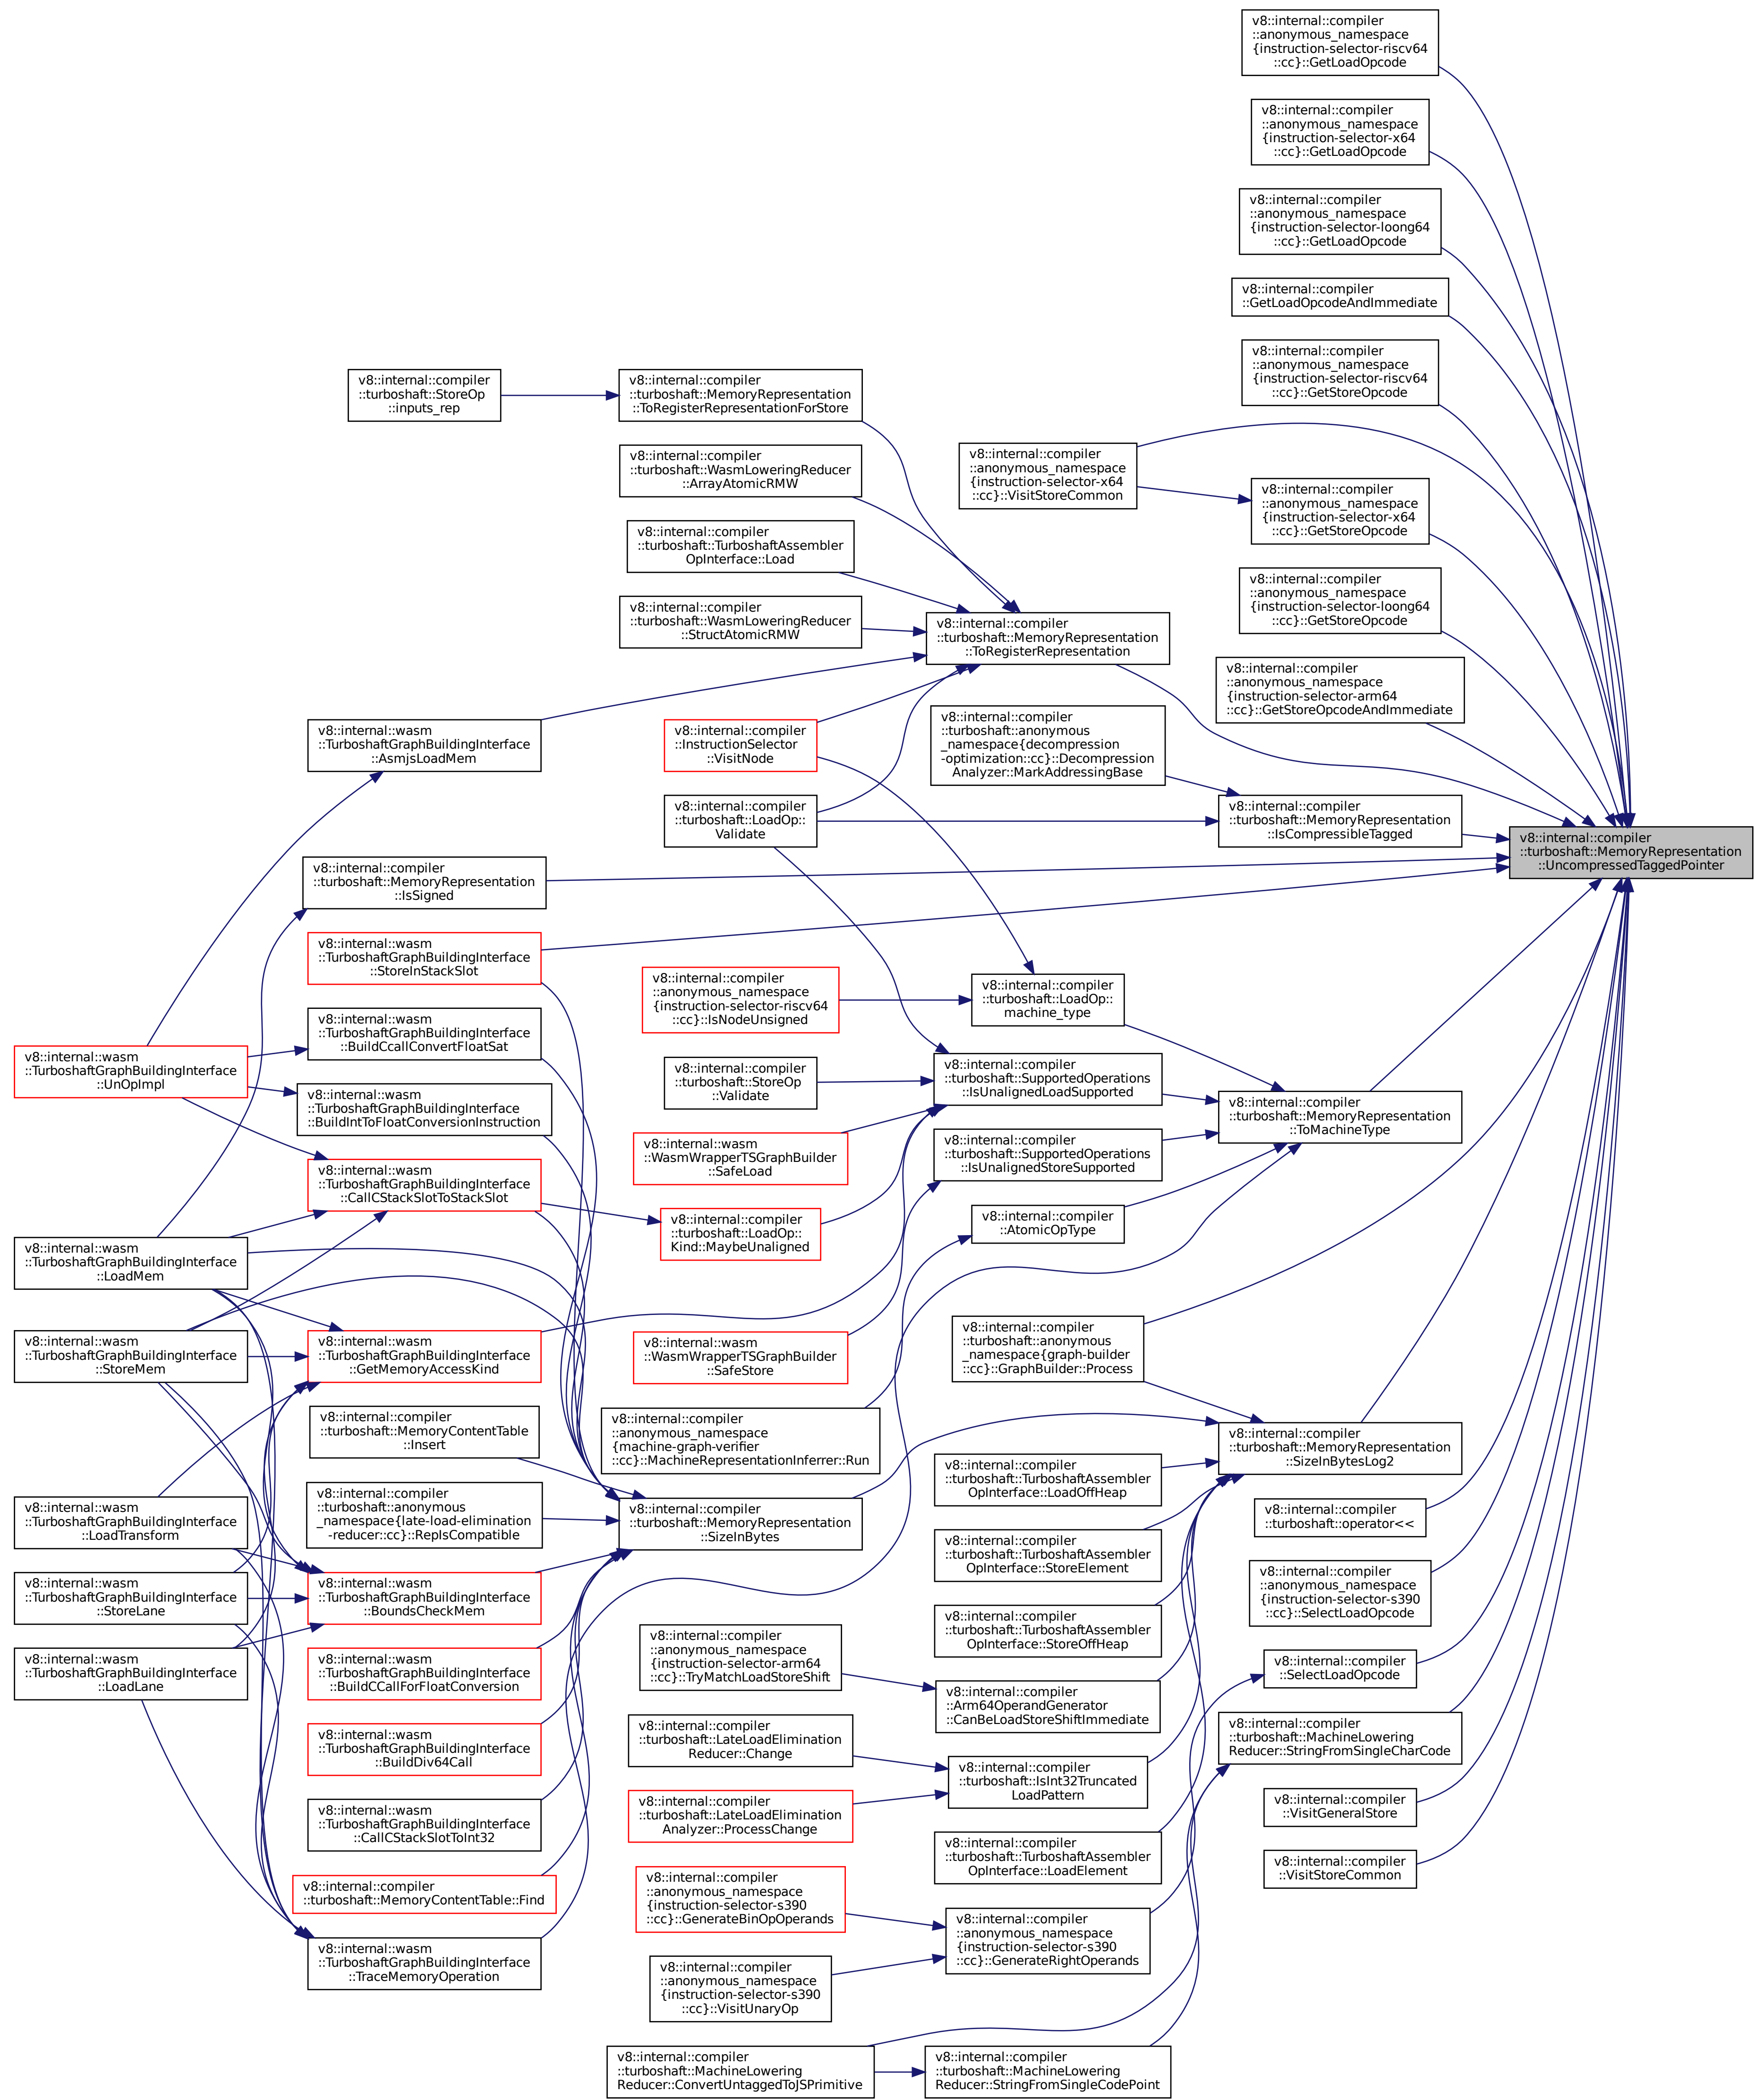 v8::internal::compiler
::anonymous_namespace
{instruction-selector-riscv64
::cc}::GetLoadOpcode
v8::internal::compiler
::anonymous_namespace
{instruction-selector-x64
::cc}::GetLoadOpcode
v8::internal::compiler
::anonymous_namespace
{instruction-selector-loong64
::cc}::GetLoadOpcode
v8::internal::compiler
::GetLoadOpcodeAndImmediate
v8::internal::compiler
::anonymous_namespace
{instruction-selector-riscv64
::cc}::GetStoreOpcode
v8::internal::compiler
::turboshaft::StoreOp
::inputs_rep
v8::internal::compiler
::turboshaft::MemoryRepresentation
::ToRegisterRepresentationForStore
v8::internal::compiler
::turboshaft::WasmLoweringReducer
::ArrayAtomicRMW
v8::internal::compiler
::anonymous_namespace
{instruction-selector-x64
::cc}::VisitStoreCommon
v8::internal::compiler
::anonymous_namespace
{instruction-selector-x64
::cc}::GetStoreOpcode
v8::internal::compiler
::turboshaft::TurboshaftAssembler
OpInterface::Load
v8::internal::compiler
::anonymous_namespace
{instruction-selector-loong64
::cc}::GetStoreOpcode
v8::internal::compiler
::turboshaft::WasmLoweringReducer
::StructAtomicRMW
v8::internal::compiler
::turboshaft::MemoryRepresentation
::ToRegisterRepresentation
v8::internal::compiler
::anonymous_namespace
{instruction-selector-arm64
::cc}::GetStoreOpcodeAndImmediate
v8::internal::wasm
::TurboshaftGraphBuildingInterface
::AsmjsLoadMem
v8::internal::compiler
::InstructionSelector
::VisitNode
v8::internal::compiler
::turboshaft::anonymous
_namespace{decompression
-optimization::cc}::Decompression
Analyzer::MarkAddressingBase
v8::internal::compiler
::turboshaft::LoadOp::
Validate
v8::internal::compiler
::turboshaft::MemoryRepresentation
::IsCompressibleTagged
v8::internal::compiler
::turboshaft::MemoryRepresentation
::UncompressedTaggedPointer
v8::internal::compiler
::turboshaft::MemoryRepresentation
::IsSigned
v8::internal::wasm
::TurboshaftGraphBuildingInterface
::StoreInStackSlot
v8::internal::compiler
::anonymous_namespace
{instruction-selector-riscv64
::cc}::IsNodeUnsigned
v8::internal::compiler
::turboshaft::LoadOp::
machine_type
v8::internal::wasm
::TurboshaftGraphBuildingInterface
::BuildCcallConvertFloatSat
v8::internal::wasm
::TurboshaftGraphBuildingInterface
::UnOpImpl
v8::internal::compiler
::turboshaft::StoreOp
::Validate
v8::internal::compiler
::turboshaft::SupportedOperations
::IsUnalignedLoadSupported
v8::internal::wasm
::TurboshaftGraphBuildingInterface
::BuildIntToFloatConversionInstruction
v8::internal::compiler
::turboshaft::MemoryRepresentation
::ToMachineType
v8::internal::wasm
::WasmWrapperTSGraphBuilder
::SafeLoad
v8::internal::compiler
::turboshaft::SupportedOperations
::IsUnalignedStoreSupported
v8::internal::wasm
::TurboshaftGraphBuildingInterface
::CallCStackSlotToStackSlot
v8::internal::compiler
::turboshaft::LoadOp::
Kind::MaybeUnaligned
v8::internal::compiler
::AtomicOpType
v8::internal::wasm
::TurboshaftGraphBuildingInterface
::LoadMem
v8::internal::wasm
::TurboshaftGraphBuildingInterface
::StoreMem
v8::internal::wasm
::TurboshaftGraphBuildingInterface
::GetMemoryAccessKind
v8::internal::wasm
::WasmWrapperTSGraphBuilder
::SafeStore
v8::internal::compiler
::turboshaft::anonymous
_namespace{graph-builder
::cc}::GraphBuilder::Process
v8::internal::compiler
::turboshaft::MemoryContentTable
::Insert
v8::internal::compiler
::anonymous_namespace
{machine-graph-verifier
::cc}::MachineRepresentationInferrer::Run
v8::internal::compiler
::turboshaft::MemoryRepresentation
::SizeInBytesLog2
v8::internal::compiler
::turboshaft::TurboshaftAssembler
OpInterface::LoadOffHeap
v8::internal::wasm
::TurboshaftGraphBuildingInterface
::LoadTransform
v8::internal::compiler
::turboshaft::anonymous
_namespace{late-load-elimination
-reducer::cc}::RepIsCompatible
v8::internal::compiler
::turboshaft::MemoryRepresentation
::SizeInBytes
v8::internal::compiler
::turboshaft::operator<<
v8::internal::compiler
::turboshaft::TurboshaftAssembler
OpInterface::StoreElement
v8::internal::compiler
::anonymous_namespace
{instruction-selector-s390
::cc}::SelectLoadOpcode
v8::internal::wasm
::TurboshaftGraphBuildingInterface
::StoreLane
v8::internal::wasm
::TurboshaftGraphBuildingInterface
::BoundsCheckMem
v8::internal::compiler
::turboshaft::TurboshaftAssembler
OpInterface::StoreOffHeap
v8::internal::wasm
::TurboshaftGraphBuildingInterface
::LoadLane
v8::internal::wasm
::TurboshaftGraphBuildingInterface
::BuildCCallForFloatConversion
v8::internal::compiler
::anonymous_namespace
{instruction-selector-arm64
::cc}::TryMatchLoadStoreShift
v8::internal::compiler
::SelectLoadOpcode
v8::internal::compiler
::Arm64OperandGenerator
::CanBeLoadStoreShiftImmediate
v8::internal::wasm
::TurboshaftGraphBuildingInterface
::BuildDiv64Call
v8::internal::compiler
::turboshaft::LateLoadElimination
Reducer::Change
v8::internal::compiler
::turboshaft::MachineLowering
Reducer::StringFromSingleCharCode
v8::internal::compiler
::turboshaft::IsInt32Truncated
LoadPattern
v8::internal::wasm
::TurboshaftGraphBuildingInterface
::CallCStackSlotToInt32
v8::internal::compiler
::turboshaft::LateLoadElimination
Analyzer::ProcessChange
v8::internal::compiler
::VisitGeneralStore
v8::internal::compiler
::turboshaft::TurboshaftAssembler
OpInterface::LoadElement
v8::internal::compiler
::VisitStoreCommon
v8::internal::compiler
::turboshaft::MemoryContentTable::Find
v8::internal::compiler
::anonymous_namespace
{instruction-selector-s390
::cc}::GenerateBinOpOperands
v8::internal::compiler
::anonymous_namespace
{instruction-selector-s390
::cc}::GenerateRightOperands
v8::internal::wasm
::TurboshaftGraphBuildingInterface
::TraceMemoryOperation
v8::internal::compiler
::anonymous_namespace
{instruction-selector-s390
::cc}::VisitUnaryOp
v8::internal::compiler
::turboshaft::MachineLowering
Reducer::ConvertUntaggedToJSPrimitive
v8::internal::compiler
::turboshaft::MachineLowering
Reducer::StringFromSingleCodePoint